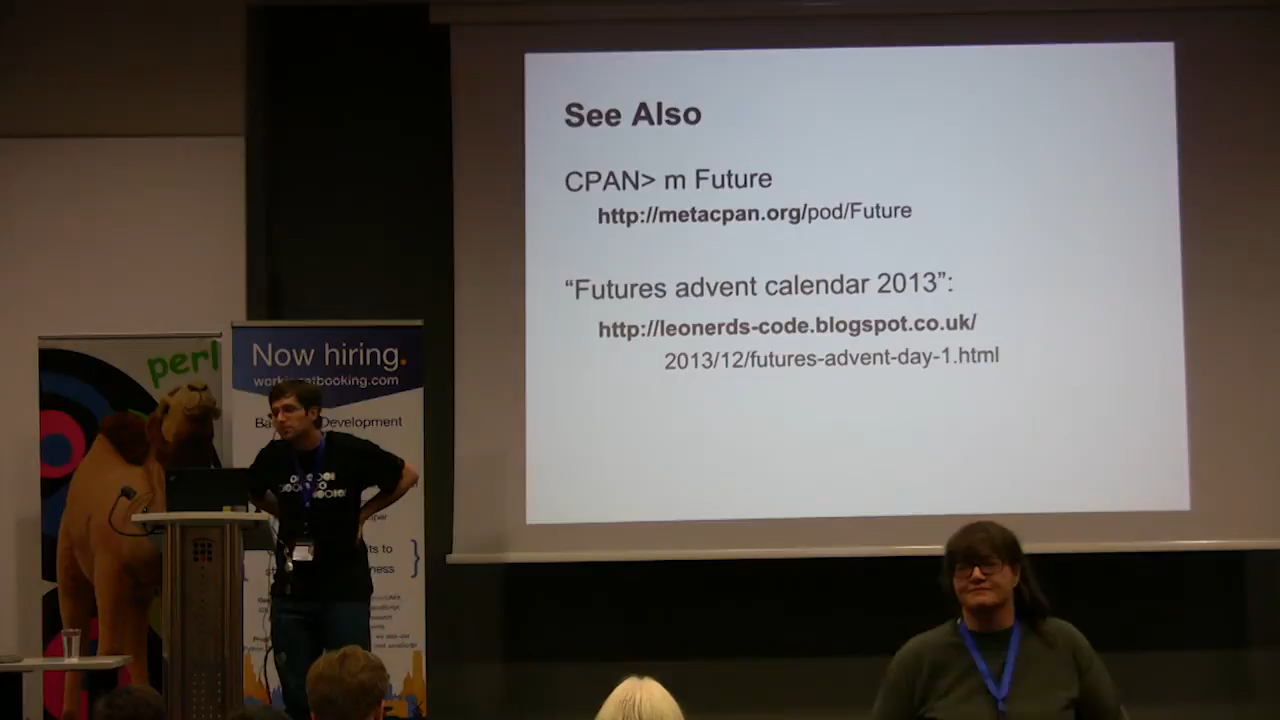 See Also
CPAN> m Future
http://metacpan.org/pod/Future
“Futures advent calendar 2013”:
http://leonerds-code.blogspot.co.uk/
2013/12/futures-advent-day-1.html
perl
Now hiring.
Development